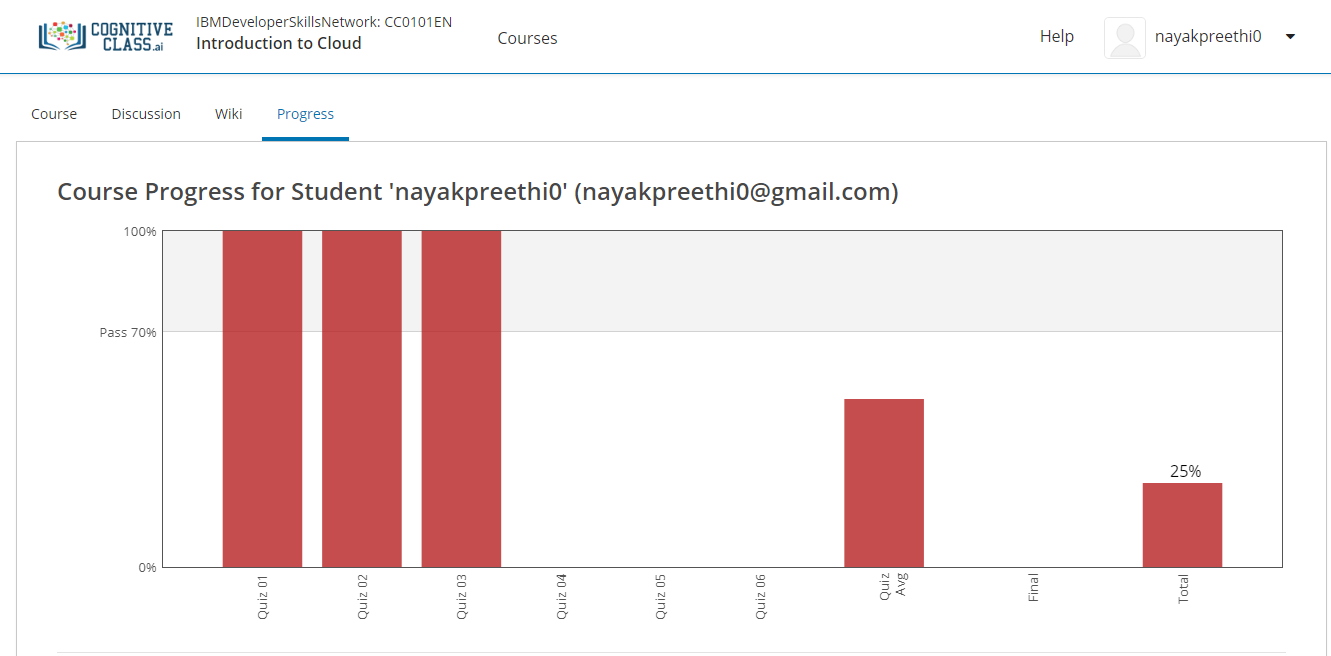 COGNITIVE
CLASS.ai
IBMDeveloperSkillsNetwork: CC0101EN
Introduction to Cloud
Courses
Help
nayakpreethi0
Course
Discussion
Wiki
Progress
Course Progress for Student 'nayakpreethi0' (nayakpreethi0@gmail.com)
100%
Pass 70%
0%
25%
Quiz 01
Quiz 02
Quiz 03
Quiz 04
Quiz 05
Quiz 06
Quiz
Avg
Final
Total